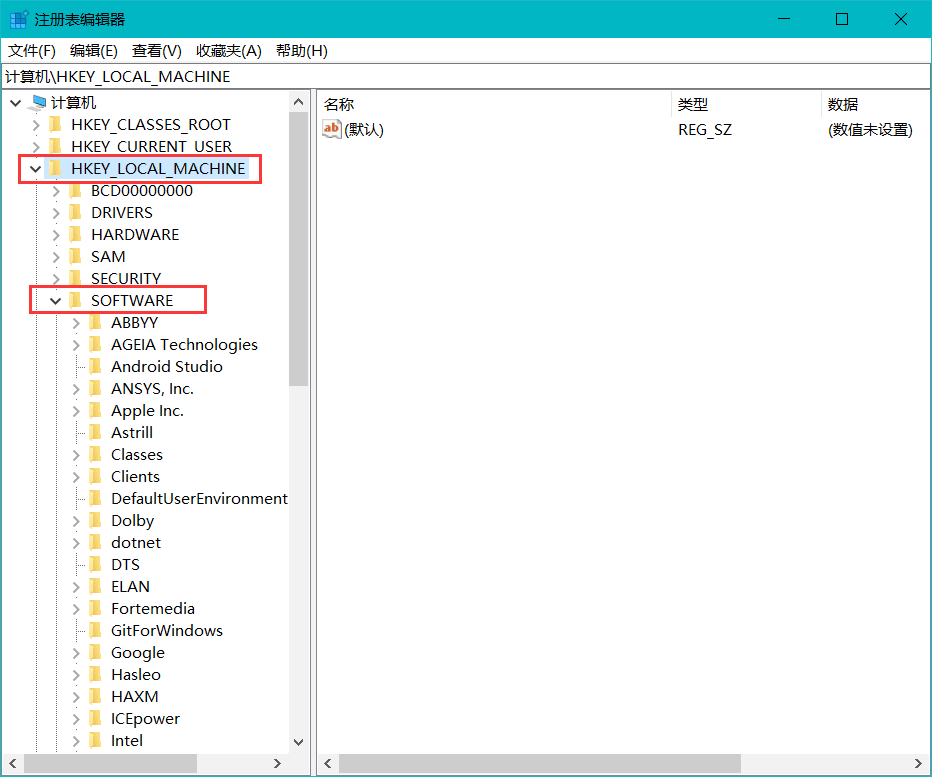 注册表编辑器
文件(F) 编辑(E) 查看(V) 收藏夹(A) 帮助(H)
计算机\HKEY_LOCAL_MACHINE
计算机
HKEY_CLASSES_ROOT
HKEY_CURRENT_USER
HKEY_LOCAL_MACHINE
BCD00000000
DRIVERS
HARDWARE
SAM
SECURITY
SOFTWARE
ABBYY
AGEIA Technologies
Android Studio
ANSYS, Inc.
Apple Inc.
Astrill
Classes
Clients
DefaultUserEnvironment
Dolby
dotnet
DTS
ELAN
Fortemedia
GitForWindows
Google
Hasleo
HAXM
ICEpower
Intel
名称 类型 数据
ab (默认) REG_SZ (数值未设置)